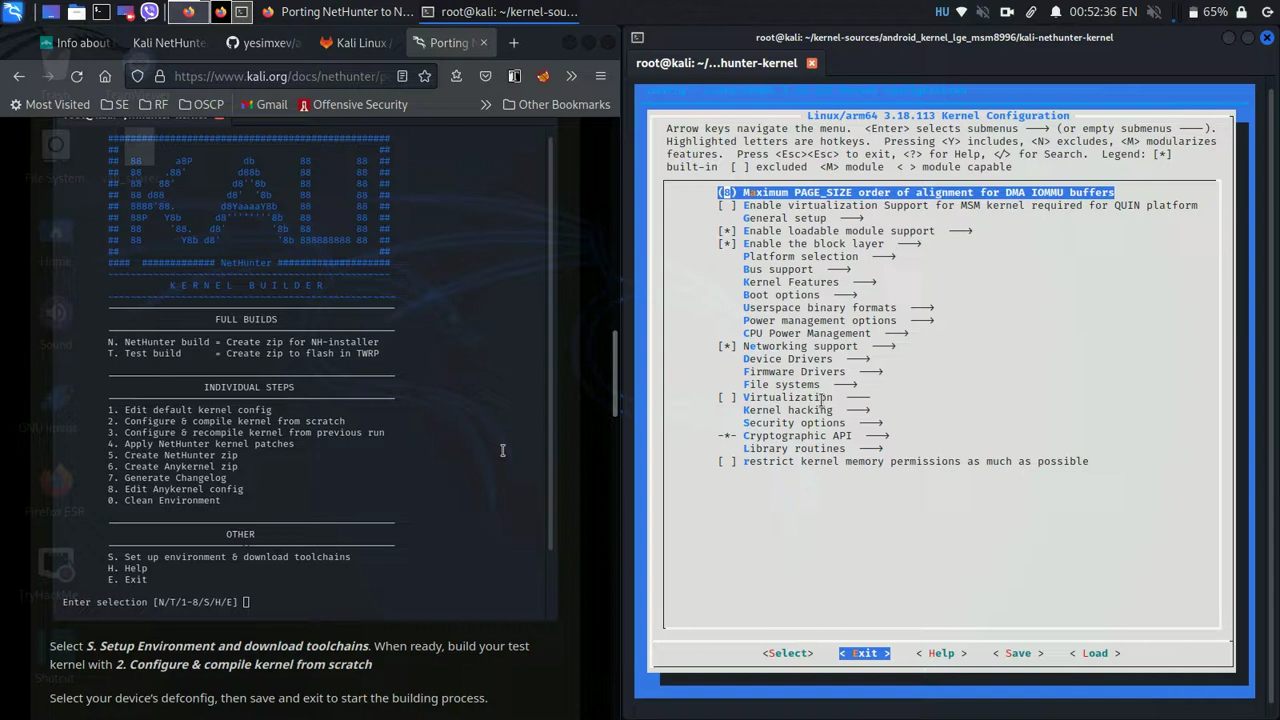 Porting NetHunter to N...
root@kali: ~/kernel-sou...
HU
00:52:36 EN
65%
Info about
Kali NetHunte
yesimxev/a
Kali Linux /
Porting
https://www.kali.org/docs/nethunter/p
Most Visited
SE
RF
OSCP
Gmail
Offensive Security
Other Bookmarks
File System
Home
Sound
Firefox ESR
TryHackMe
Shotcut
NetHunter
K E R N E L   B U I L D E R
FULL BUILDS
N. NetHunter build = Create zip for NH-installer
T. Test build      = Create zip to flash in TWRP
INDIVIDUAL STEPS
1. Edit default kernel config
2. Configure & compile kernel from scratch
3. Configure & recompile kernel from previous run
4. Apply NetHunter kernel patches
5. Create NetHunter zip
6. Create Anykernel zip
7. Generate Changelog
8. Edit Anykernel config
0. Clean Environment
OTHER
S. Set up environment & download toolchains
H. Help
E. Exit
Enter selection [N/T/1-8/S/H/E]
Select S. Setup Environment and download toolchains. When ready, build your test
kernel with 2. Configure & compile kernel from scratch
Select your device's defconfig, then save and exit to start the building process.
root@kali: ~/kernel-sources/android_kernel_lge_msm8996/kali-nethunter-kernel
root@kali: ~/...hunter-kernel
Linux/arm64 3.18.113 Kernel Configuration
Arrow keys navigate the menu.  <Enter> selects submenus ---> (or empty submenus ----).
Highlighted letters are hotkeys.  Pressing <Y> includes, <N> excludes, <M> modularizes
features.  Press <Esc><Esc> to exit, <?> for Help, </> for Search.  Legend: [*]
built-in  [ ] excluded  <M> module  < > module capable
(8) Maximum PAGE_SIZE order of alignment for DMA IOMMU buffers
[ ] Enable virtualization Support for MSM kernel required for QUIN platform
General setup  --->
[*] Enable loadable module support  --->
[*] Enable the block layer  --->
Platform selection  --->
Bus support  --->
Kernel Features  --->
Boot options  --->
Userspace binary formats  --->
Power management options  --->
CPU Power Management  --->
[*] Networking support  --->
Device Drivers  --->
Firmware Drivers  --->
File systems  --->
[ ] Virtualization  ----
Kernel hacking  --->
Security options  --->
-*- Cryptographic API  --->
Library routines  --->
[ ] restrict kernel memory permissions as much as possible
<Select>    < Exit >    < Help >    < Save >    < Load >